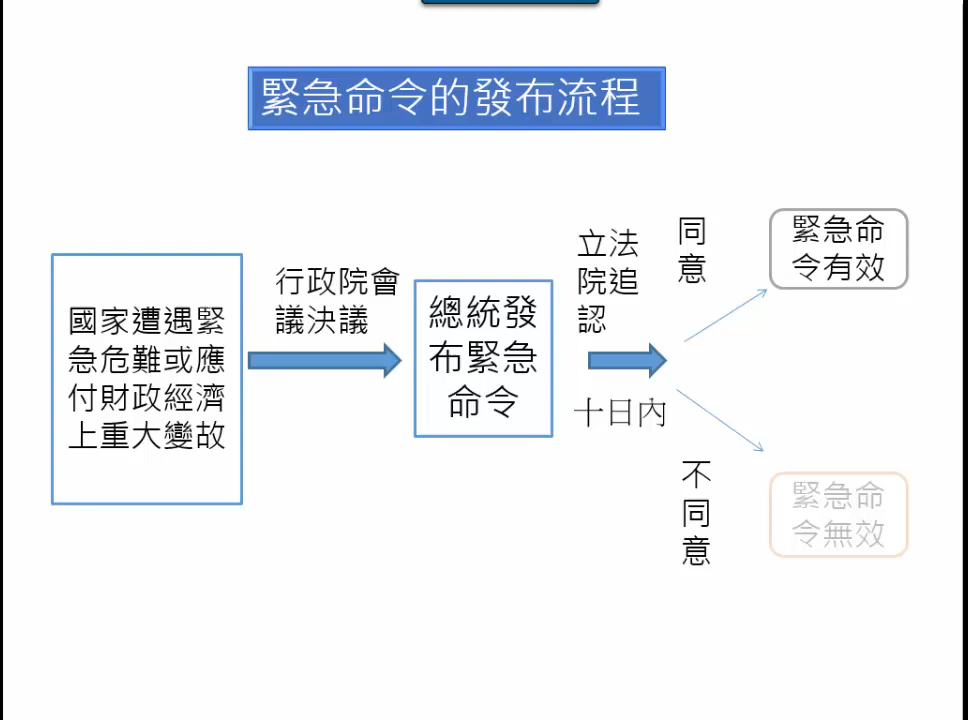 緊急命令的發布流程
國家遭遇緊
急危難或應
付財政經濟
上重大變故
行政院會
議決議
總統發
布緊急
命令
立法
院追
認
十日內
同
意
緊急命
令有效
不
同
意
緊急命
令無效